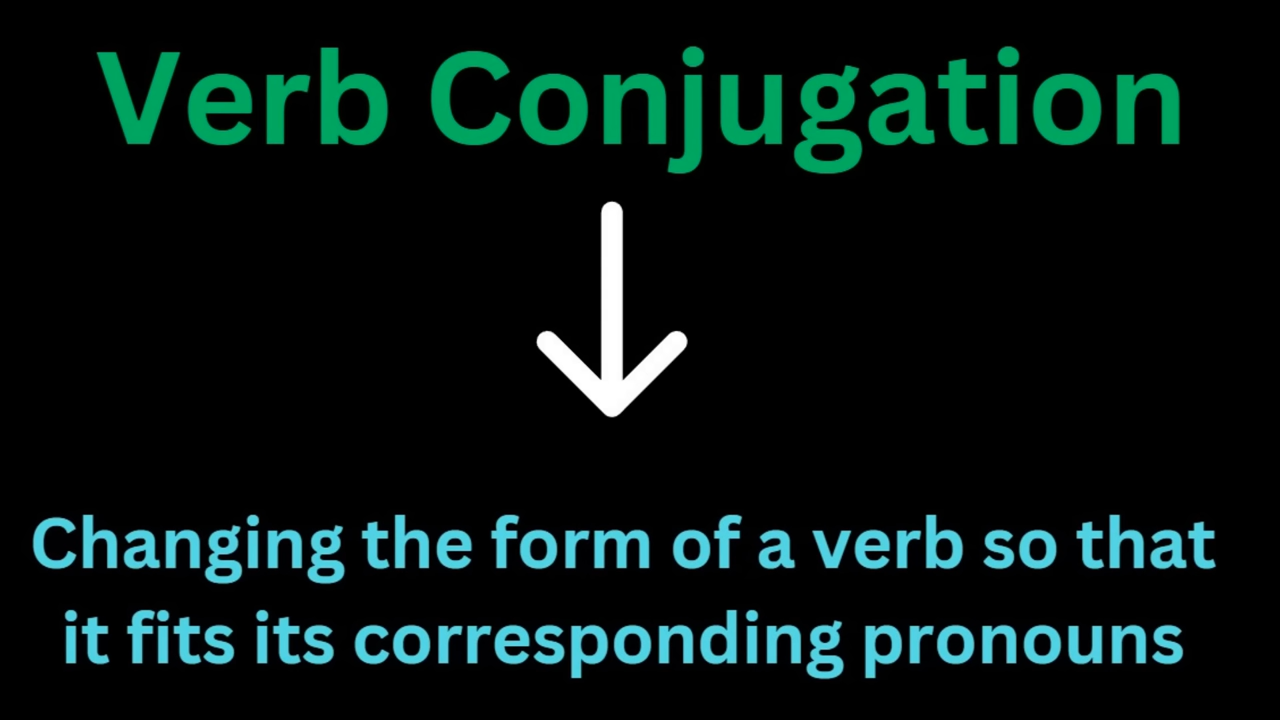 Verb Conjugation
Changing the form of a verb so that
it fits its corresponding pronouns